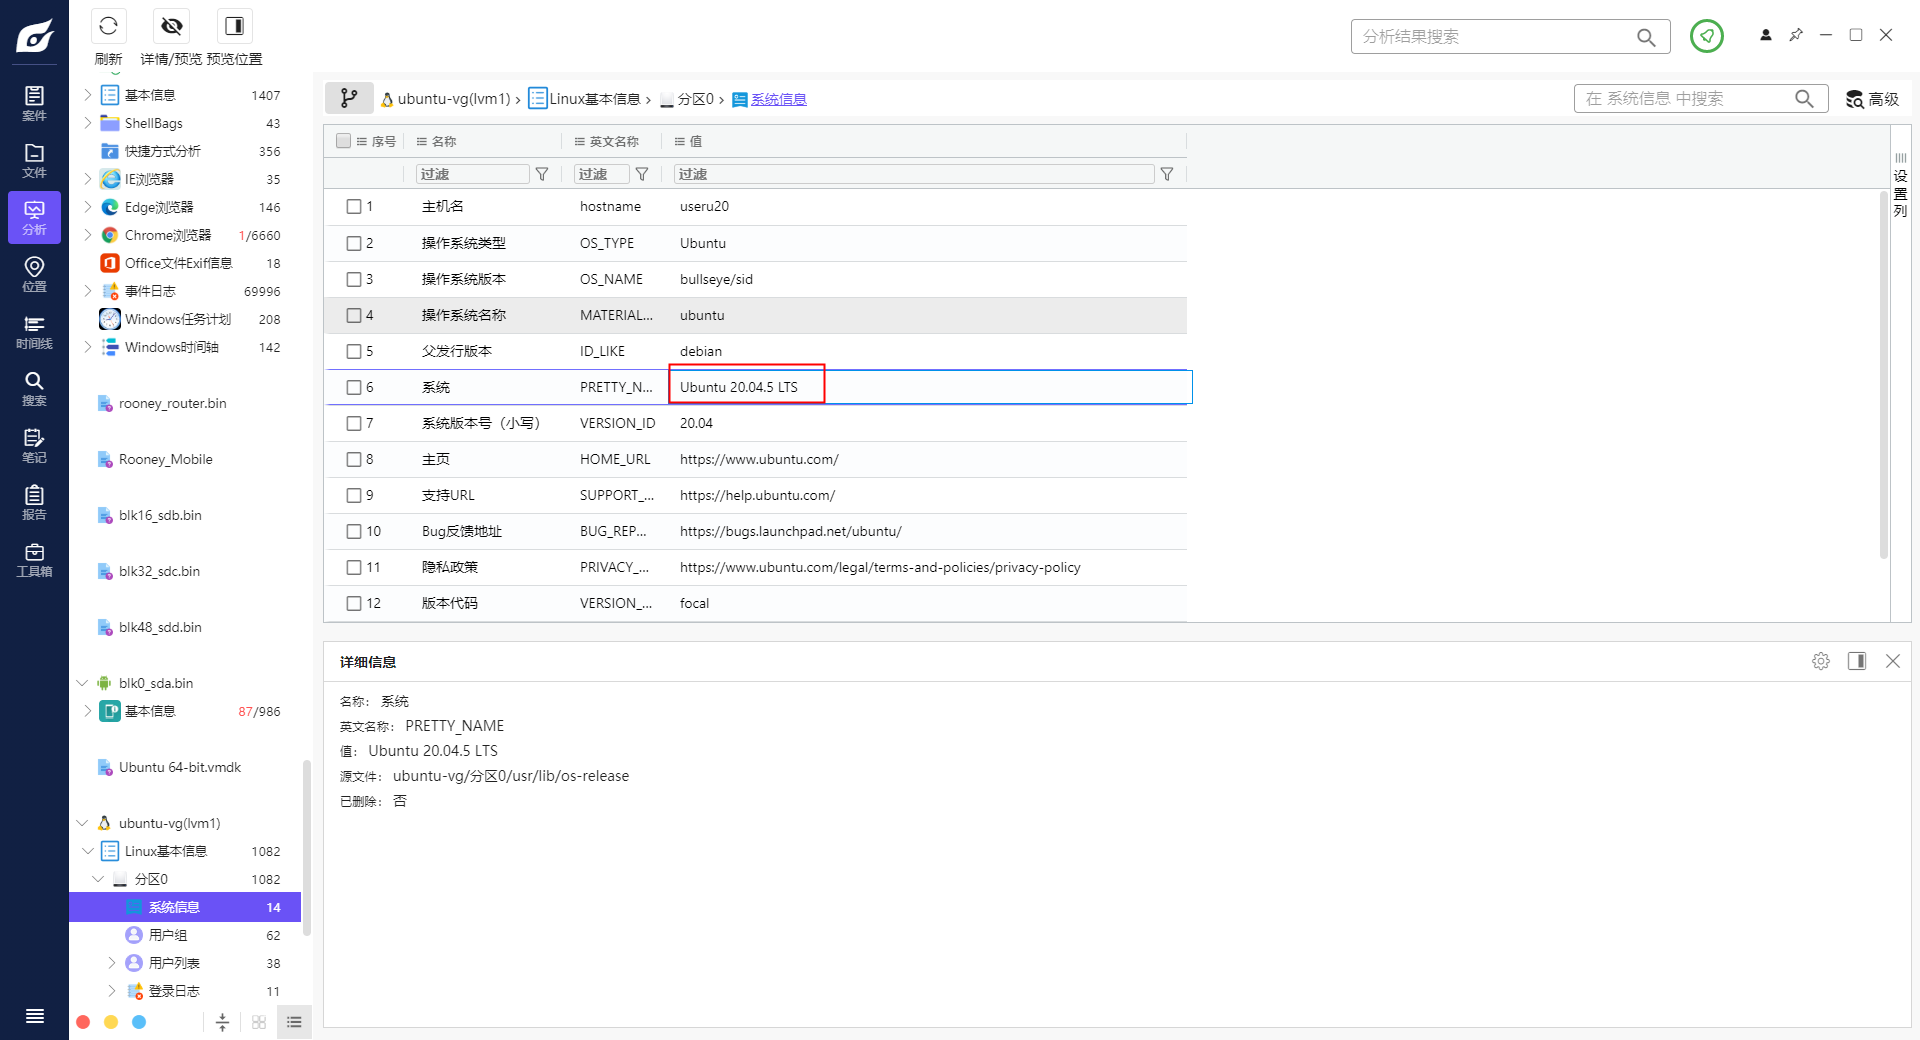 刷新
详情/预览
预览位置
分析结果搜索
案件
文件
分析
位置
时间线
搜索
笔记
报告
工具箱
基本信息 1407
ShellBags 43
快捷方式分析 356
IE浏览器 35
Edge浏览器 146
Chrome浏览器 1/6660
Office文件Exif信息 18
事件日志 69996
Windows任务计划 208
Windows时间轴 142
rooney_router.bin
Rooney_Mobile
blk16_sdb.bin
blk32_sdc.bin
blk48_sdd.bin
blk0_sda.bin
基本信息 87/986
Ubuntu 64-bit.vmdk
ubuntu-vg(lvm1)
Linux基本信息 1082
分区0 1082
系统信息 14
用户组 62
用户列表 38
登录日志 11
ubuntu-vg(lvm1) › Linux基本信息 › 分区0 › 系统信息
在 系统信息 中搜索
高级
序号 名称 英文名称 值
过滤 过滤 过滤
1 主机名 hostname useru20
2 操作系统类型 OS_TYPE Ubuntu
3 操作系统版本 OS_NAME bullseye/sid
4 操作系统名称 MATERIAL... ubuntu
5 父发行版本 ID_LIKE debian
6 系统 PRETTY_N... Ubuntu 20.04.5 LTS
7 系统版本号（小写） VERSION_ID 20.04
8 主页 HOME_URL https://www.ubuntu.com/
9 支持URL SUPPORT_... https://help.ubuntu.com/
10 Bug反馈地址 BUG_REP... https://bugs.launchpad.net/ubuntu/
11 隐私政策 PRIVACY_... https://www.ubuntu.com/legal/terms-and-policies/privacy-policy
12 版本代码 VERSION_... focal
设置列
详细信息
名称： 系统
英文名称： PRETTY_NAME
值： Ubuntu 20.04.5 LTS
源文件： ubuntu-vg/分区0/usr/lib/os-release
已删除： 否